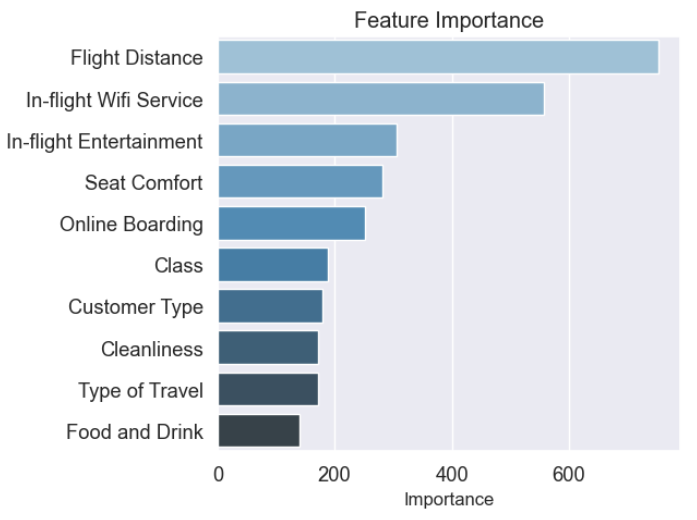 Feature Importance
Flight Distance
In-flight Wifi Service
In-flight Entertainment
Seat Comfort
Online Boarding
Class
Customer Type
Cleanliness
Type of Travel
Food and Drink
0 200 400 600
Importance